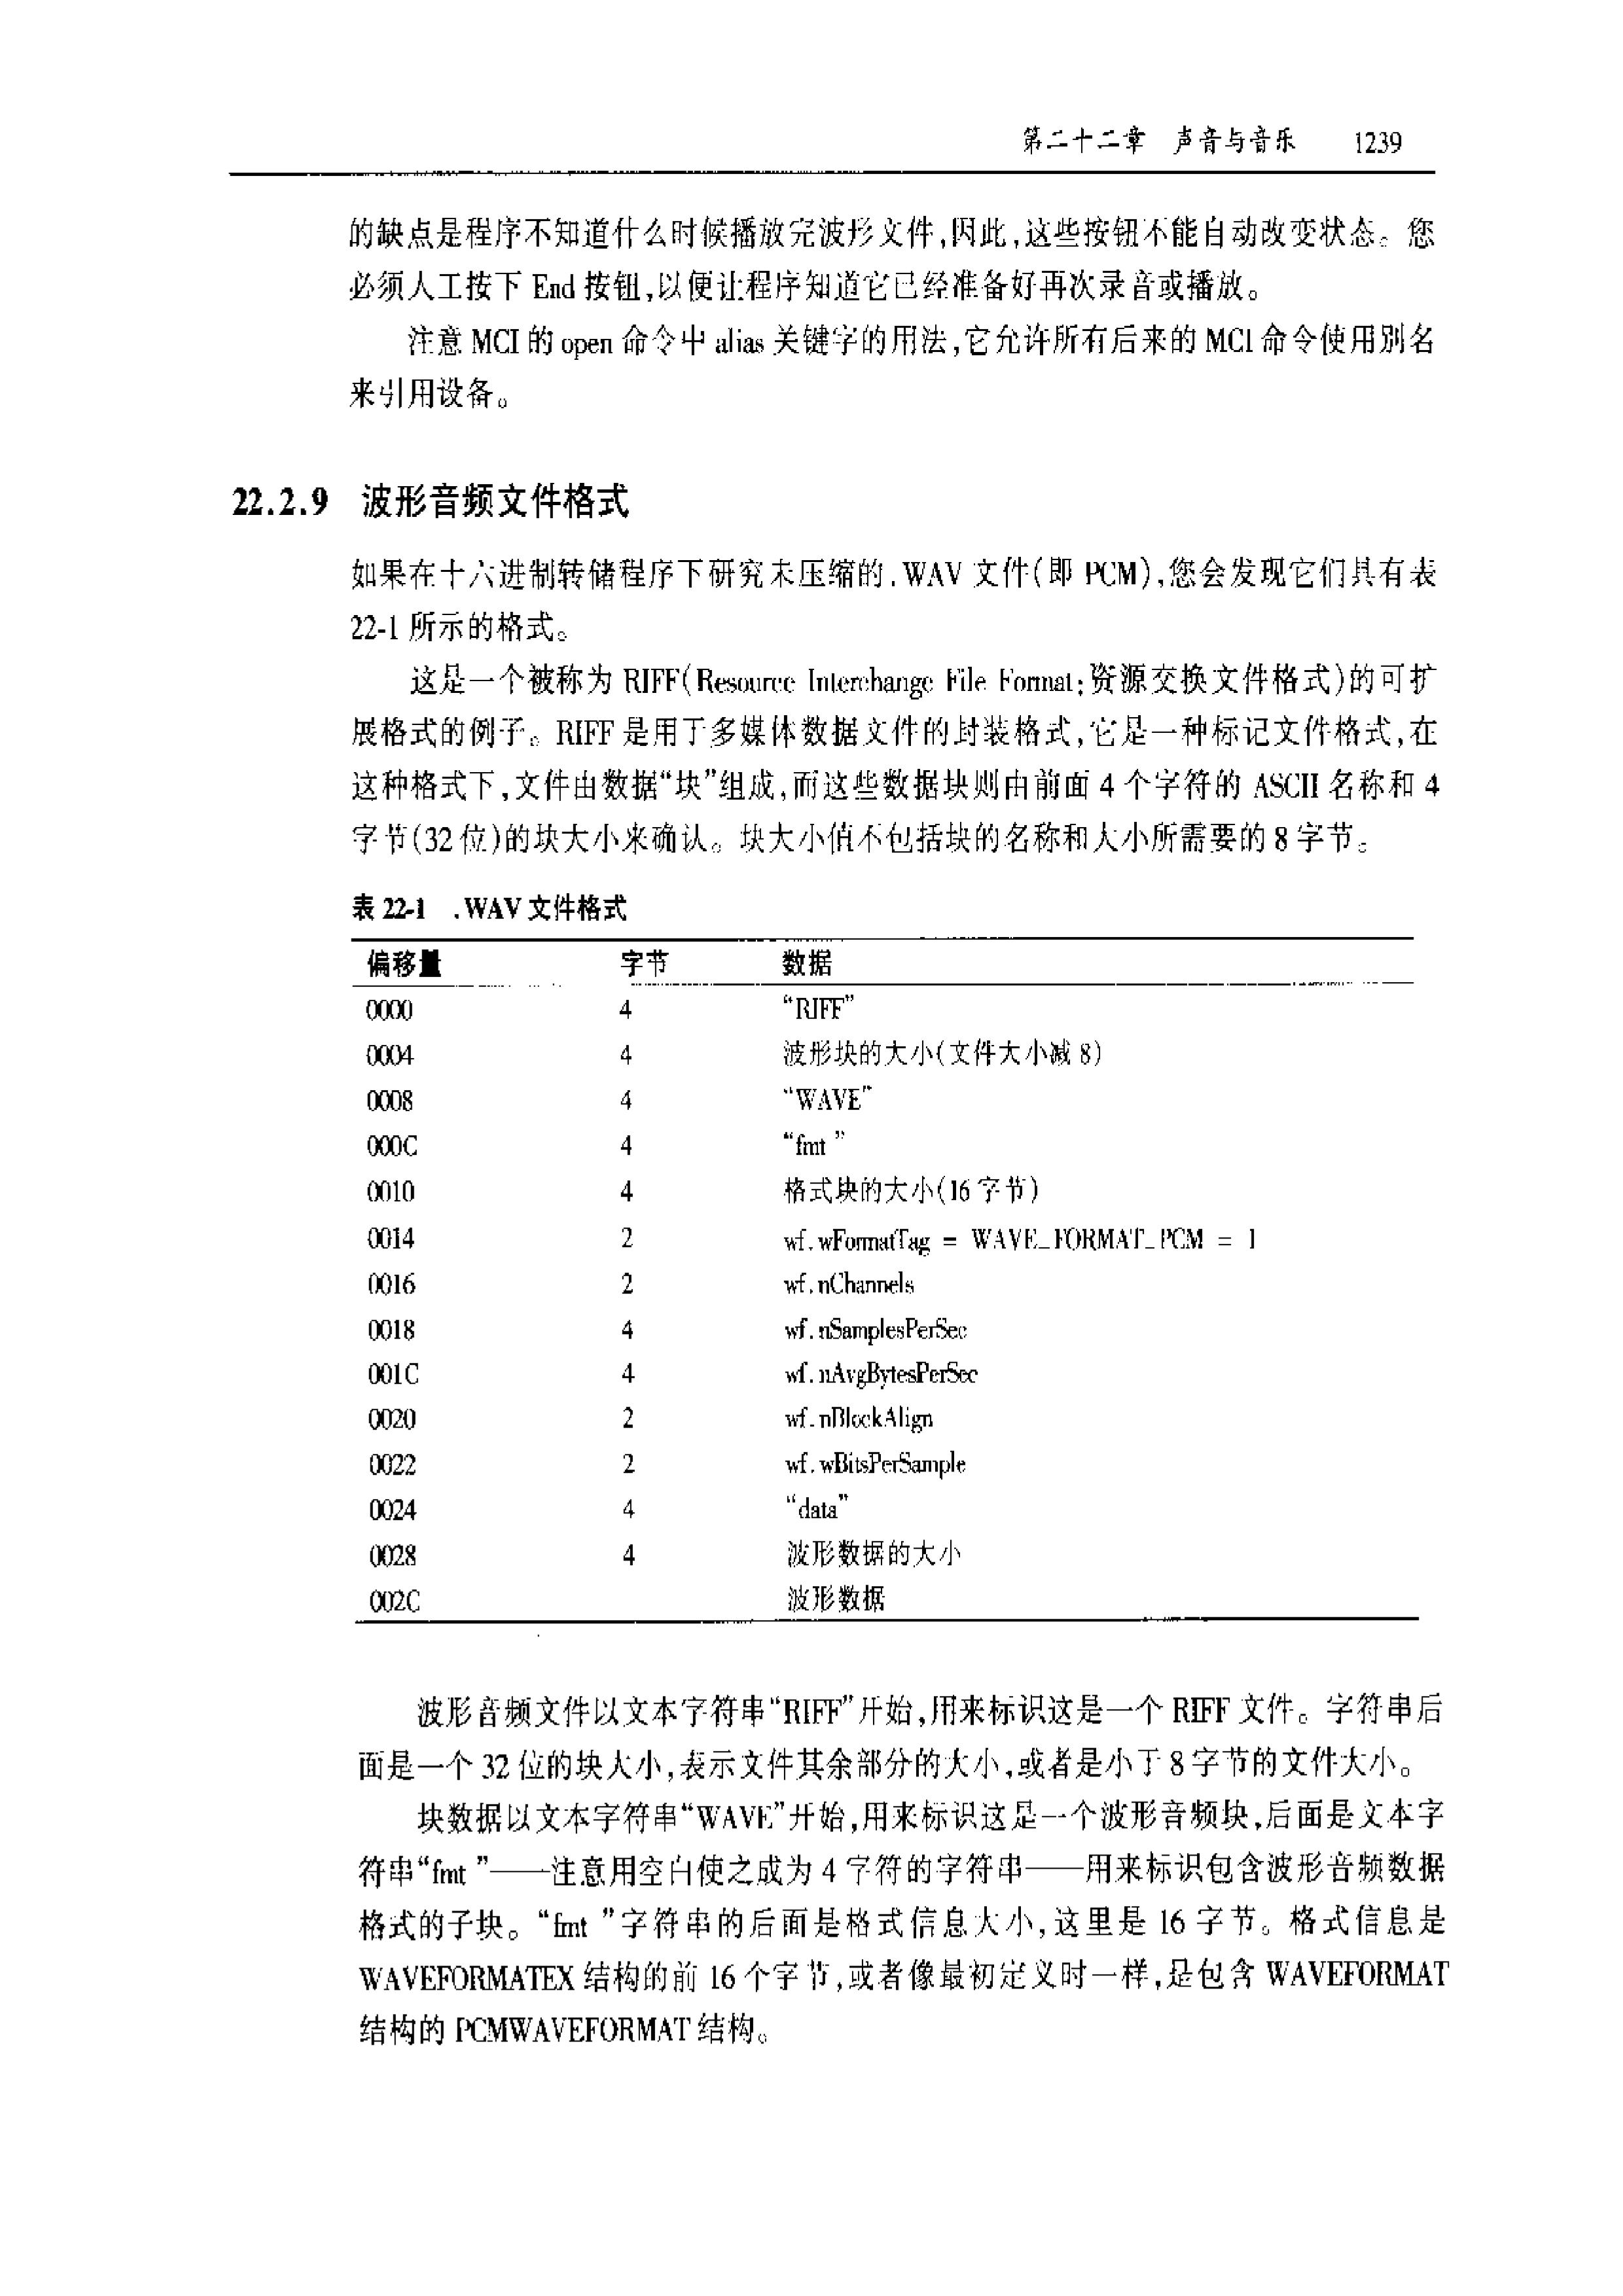 第二十二章 声音与音乐 1239
的缺点是程序不知道什么时候播放完波形文件,因此,这些按钮不能自动改变状态。您
必须人工按下 End 按钮,以便让程序知道它已经准备好再次录音或播放。
注意 MCI 的 open 命令中 alias 关键字的用法,它允许所有后来的 MCI 命令使用别名
来引用设备。
22.2.9 波形音频文件格式
如果在十六进制转储程序下研究未压缩的.WAV 文件(即 PCM),您会发现它们具有表
22-1 所示的格式。
这是一个被称为 RIFF(Resource Interchange File Format;资源交换文件格式)的可扩
展格式的例子。RIFF 是用于多媒体数据文件的封装格式,它是一种标记文件格式,在
这种格式下,文件由数据“块”组成,而这些数据块则由前面 4 个字符的 ASCII 名称和 4
字节(32 位)的块大小来确认。块大小值不包括块的名称和大小所需要的 8 字节。
表 22-1 .WAV 文件格式
偏移量 字节 数据
0000 4 “RIFF”
0004 4 波形块的大小(文件大小减 8)
0008 4 “WAVE”
000C 4 “fmt ”
0010 4 格式块的大小(16 字节)
0014 2 wf.wFormatTag = WAVE_FORMAT_PCM = 1
0016 2 wf.nChannels
0018 4 wf.nSamplesPerSec
001C 4 wf.nAvgBytesPerSec
0020 2 wf.nBlockAlign
0022 2 wf.wBitsPerSample
0024 4 “data”
0028 4 波形数据的大小
002C 波形数据
波形音频文件以文本字符串“RIFF”开始,用来标识这是一个 RIFF 文件。字符串后
面是一个 32 位的块大小,表示文件其余部分的大小,或者是小于 8 字节的文件大小。
块数据以文本字符串“WAVE”开始,用来标识这是一个波形音频块,后面是文本字
符串“fmt ”——注意用空白使之成为 4 字符的字符串——用来标识包含波形音频数据
格式的子块。“fmt ”字符串的后面是格式信息大小,这里是 16 字节。格式信息是
WAVEFORMATEX 结构的前 16 个字节,或者像最初定义时一样,是包含 WAVEFORMAT
结构的 PCMWAVEFORMAT 结构。